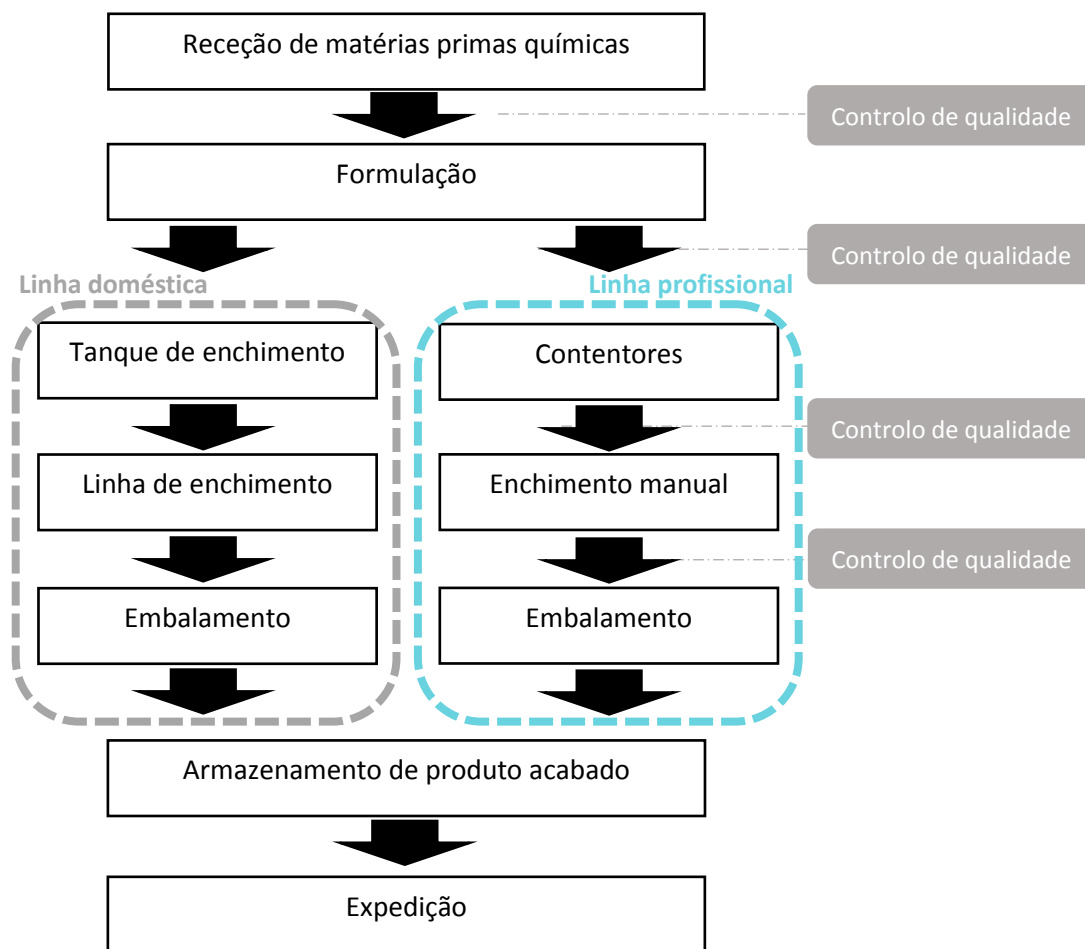 Receção de matérias primas químicas
Controlo de qualidade
Formulação
Controlo de qualidade
Linha doméstica
Linha profissional
Tanque de enchimento
Contentores
Controlo de qualidade
Linha de enchimento
Enchimento manual
Controlo de qualidade
Embalamento
Embalamento
Armazenamento de produto acabado
Expedição